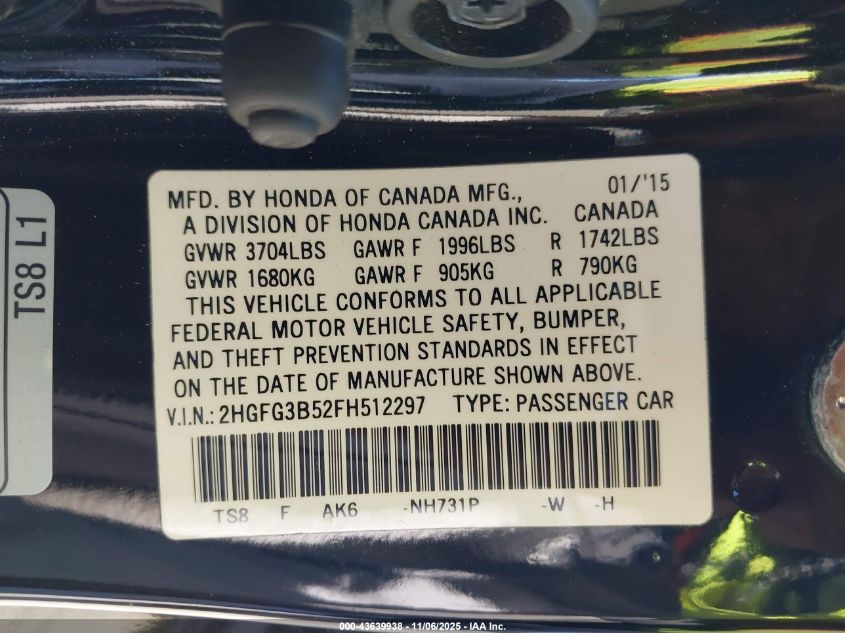 MFD. BY HONDA OF CANADA MFG., 01/'15
A DIVISION OF HONDA CANADA INC. CANADA
GVWR 3704LBS GAWR F 1996LBS R 1742LBS
GVWR 1680KG GAWR F 905KG R 790KG
THIS VEHICLE CONFORMS TO ALL APPLICABLE
FEDERAL MOTOR VEHICLE SAFETY, BUMPER,
AND THEFT PREVENTION STANDARDS IN EFFECT
ON THE DATE OF MANUFACTURE SHOWN ABOVE.
V.I.N.: 2HGFG3B52FH512297 TYPE: PASSENGER CAR
TS8 F AK6 -NH731P -W -H
TS8 L1
000-43639938 - 11/06/2025 - IAA Inc.